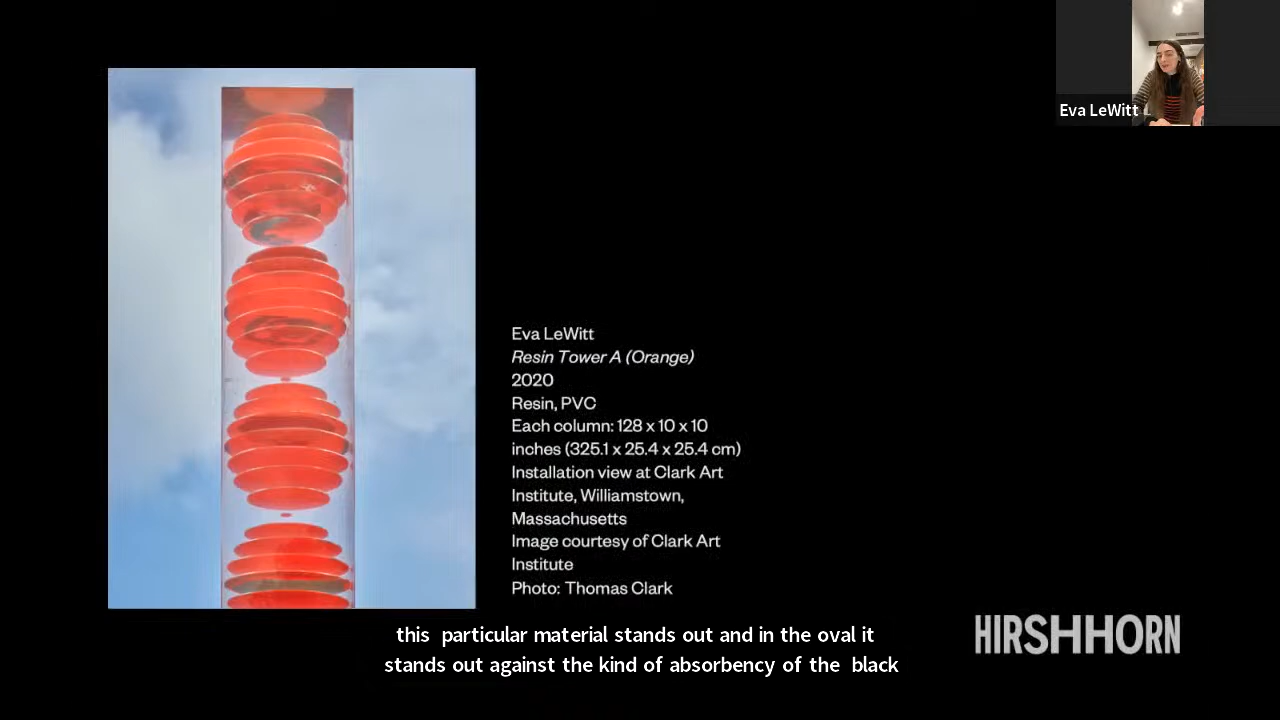 Eva LeWitt
Eva LeWitt
Resin Tower A (Orange)
2020
Resin, PVC
Each column: 128 x 10 x 10
inches (325.1 x 25.4 x 25.4 cm)
Installation view at Clark Art
Institute, Williamstown,
Massachusetts
Image courtesy of Clark Art
Institute
Photo: Thomas Clark
this particular material stands out and in the oval it
stands out against the kind of absorbency of the black
HIRSHHORN